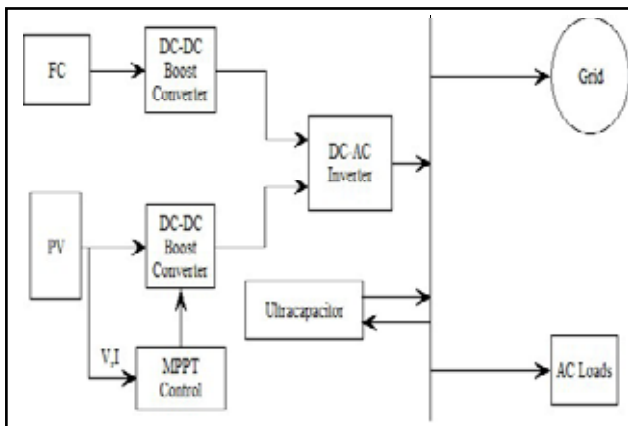 FC
DC-DC
Boost
Converter
Grid
DC-AC
Inverter
PV
DC-DC
Boost
Converter
Ultracapacitor
V,I
MPPT
Control
AC Loads